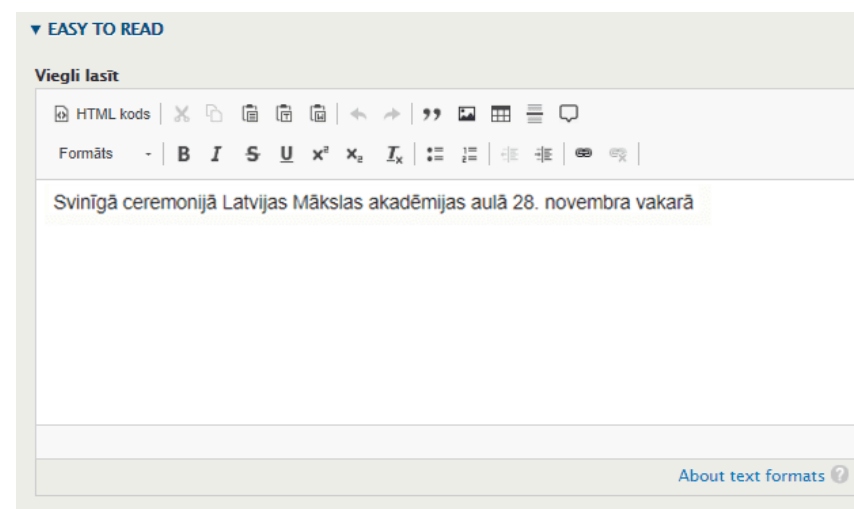 EASY TO READ
Viegli lasīt
HTML kods
Formāts
Svinīgā ceremonijā Latvijas Mākslas akadēmijas aulā 28. novembra vakarā
About text formats